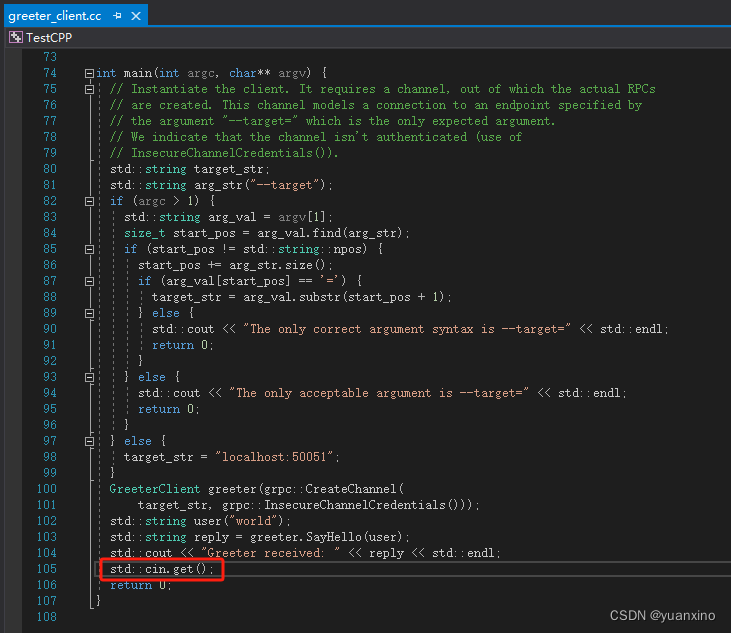 greeter_client.cc
TestCPP
73
74 int main(int argc, char** argv) {
75 // Instantiate the client. It requires a channel, out of which the actual RPCs
76 // are created. This channel models a connection to an endpoint specified by
77 // the argument "--target=" which is the only expected argument.
78 // We indicate that the channel isn't authenticated (use of
79 // InsecureChannelCredentials()).
80 std::string target_str;
81 std::string arg_str("--target");
82 if (argc > 1) {
83 std::string arg_val = argv[1];
84 size_t start_pos = arg_val.find(arg_str);
85 if (start_pos != std::string::npos) {
86 start_pos += arg_str.size();
87 if (arg_val[start_pos] == '=') {
88 target_str = arg_val.substr(start_pos + 1);
89 } else {
90 std::cout << "The only correct argument syntax is --target=" << std::endl;
91 return 0;
92 }
93 } else {
94 std::cout << "The only acceptable argument is --target=" << std::endl;
95 return 0;
96 }
97 } else {
98 target_str = "localhost:50051";
99 }
100 GreeterClient greeter(grpc::CreateChannel(
101 target_str, grpc::InsecureChannelCredentials()));
102 std::string user("world");
103 std::string reply = greeter.SayHello(user);
104 std::cout << "Greeter received: " << reply << std::endl;
105 std::cin.get();
106 return 0;
107 }
108
CSDN @yuanxino